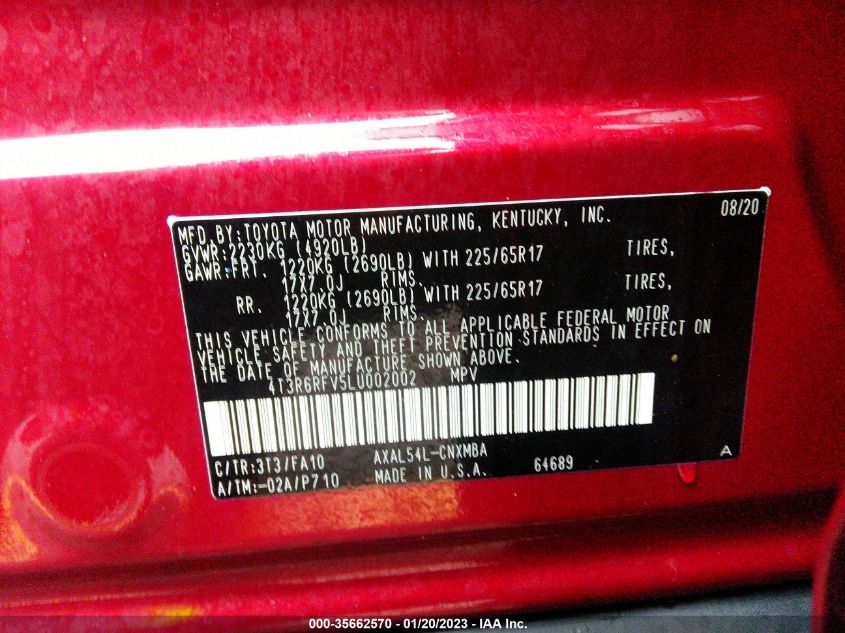 MFD.BY:TOYOTA MOTOR MANUFACTURING, KENTUCKY, INC. 08/20
GVWR:2230KG (4920LB)
GAWR:FRT. 1220KG (2690LB) WITH 225/65R17 TIRES,
17X7.0J RIMS.
RR. 1220KG (2690LB) WITH 225/65R17 TIRES,
17X7.0J RIMS.
THIS VEHICLE CONFORMS TO ALL APPLICABLE FEDERAL MOTOR
VEHICLE SAFETY AND THEFT PREVENTION STANDARDS IN EFFECT ON
THE DATE OF MANUFACTURE SHOWN ABOVE.
4T3R6RFV5LU002002 MPV
C/TR:3T3/FA10 AXAL54L-CNXMBA 64689 A
A/TM:-02A/P710 MADE IN U.S.A.
000-35662570 - 01/20/2023 - IAA Inc.